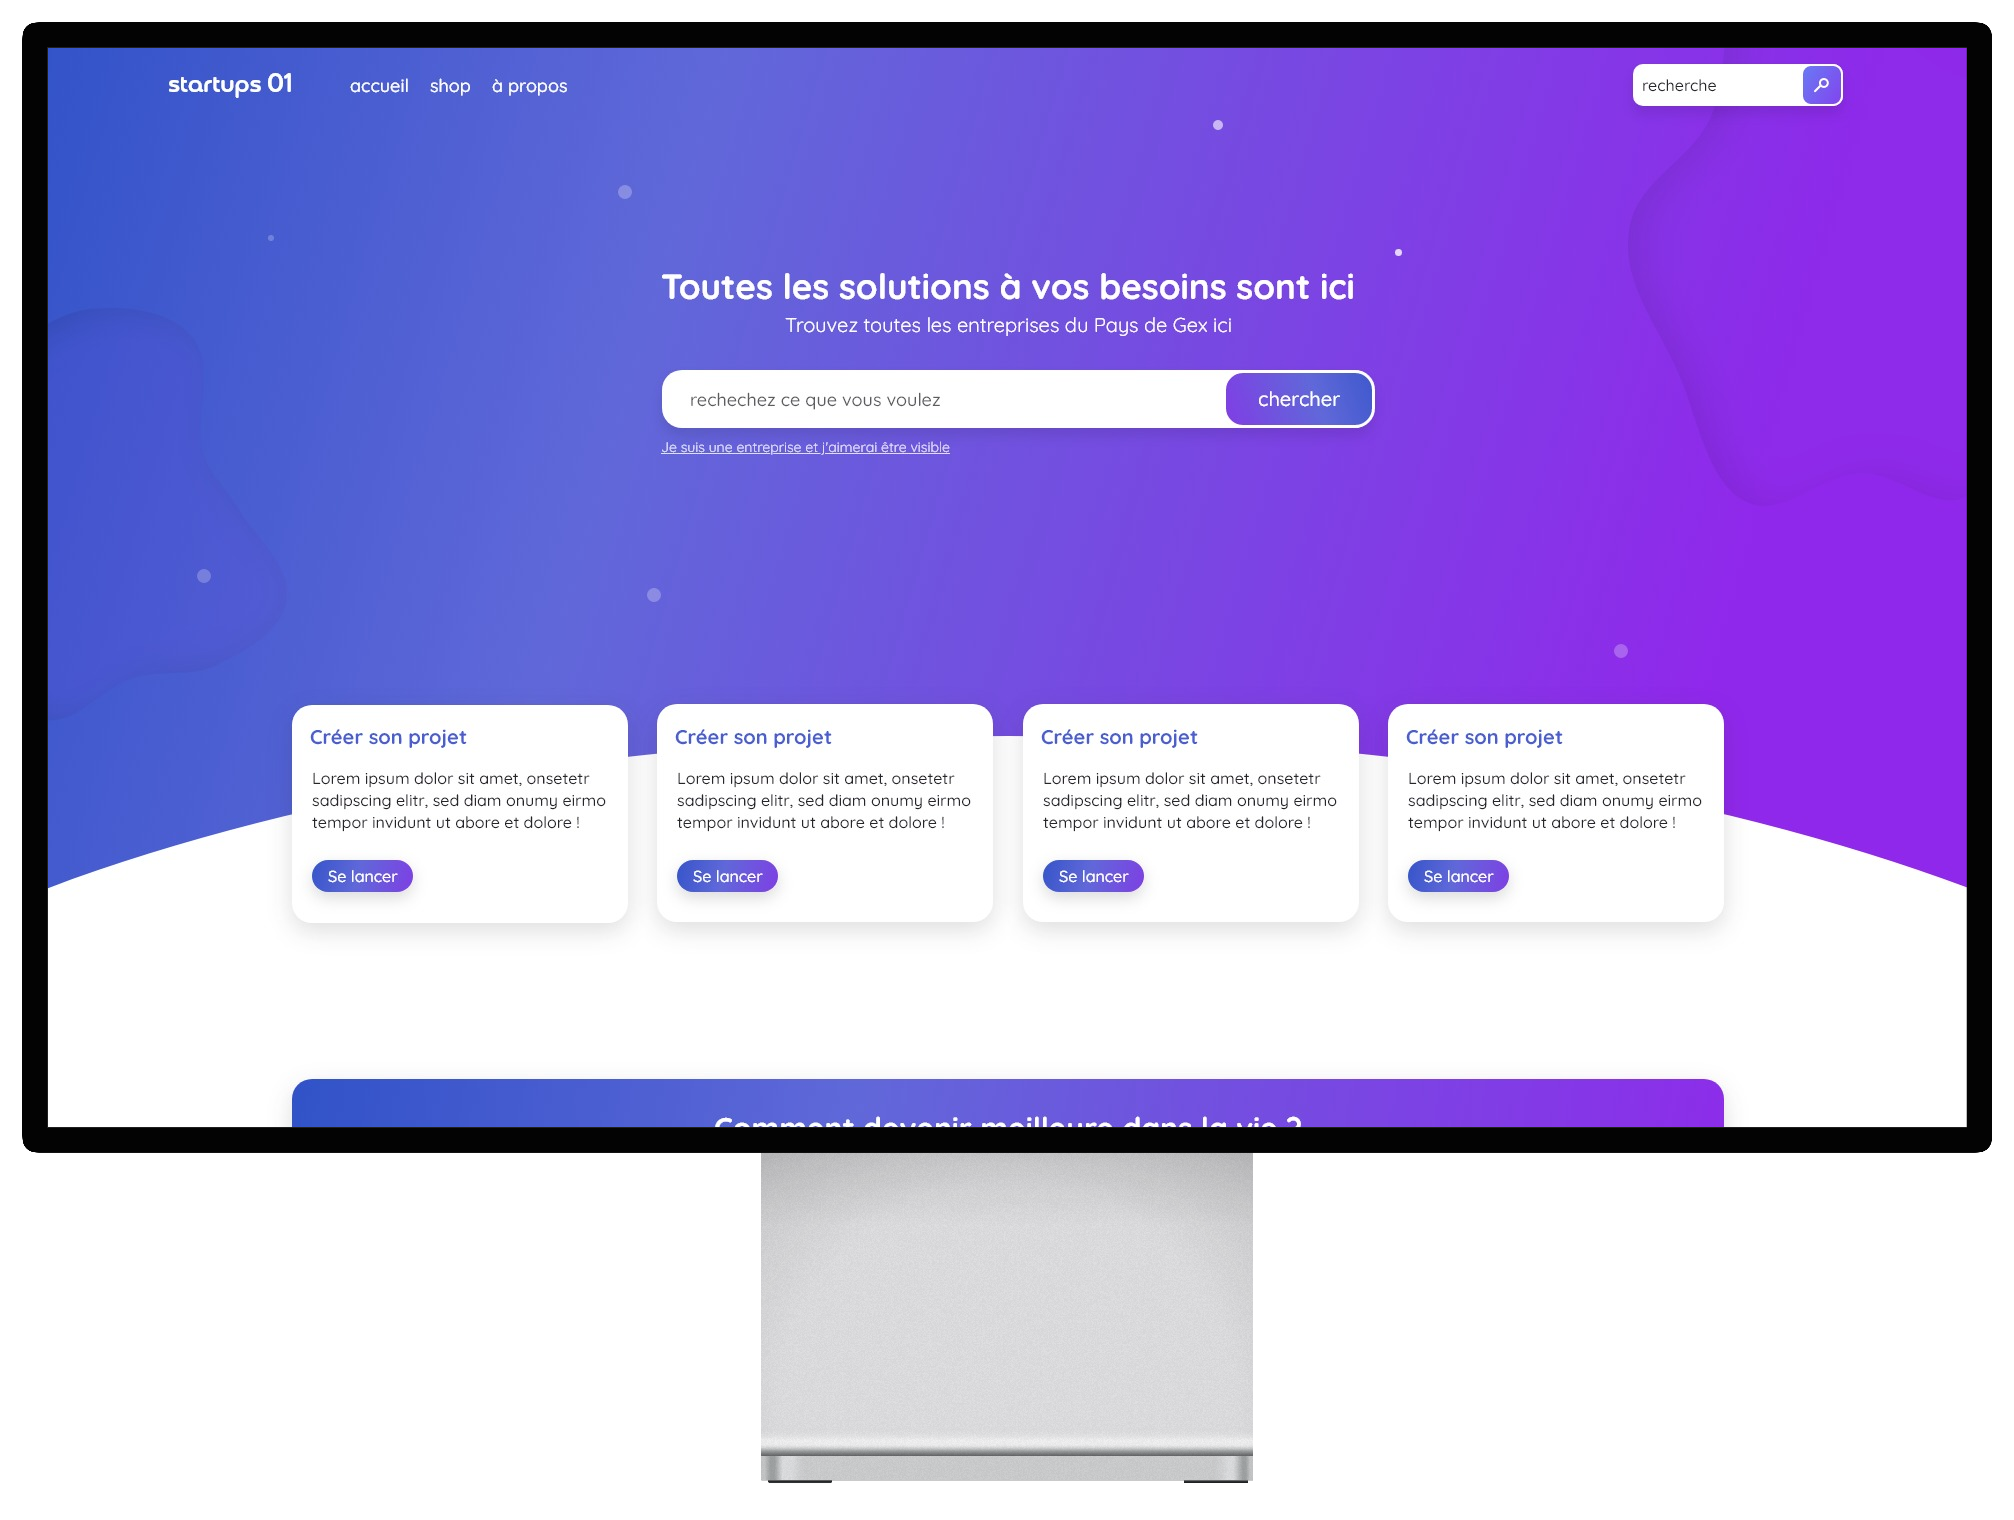 startups 01
accueil shop à propos
recherche
Toutes les solutions à vos besoins sont ici
Trouvez toutes les entreprises du Pays de Gex ici
rechechez ce que vous voulez
chercher
Je suis une entreprise et j'aimerai être visible
Créer son projet
Lorem ipsum dolor sit amet, onsetetr
sadipscing elitr, sed diam onumy eirmo
tempor invidunt ut abore et dolore !
Se lancer
Créer son projet
Lorem ipsum dolor sit amet, onsetetr
sadipscing elitr, sed diam onumy eirmo
tempor invidunt ut abore et dolore !
Se lancer
Créer son projet
Lorem ipsum dolor sit amet, onsetetr
sadipscing elitr, sed diam onumy eirmo
tempor invidunt ut abore et dolore !
Se lancer
Créer son projet
Lorem ipsum dolor sit amet, onsetetr
sadipscing elitr, sed diam onumy eirmo
tempor invidunt ut abore et dolore !
Se lancer
Comment devenir meilleure dans la vie ?